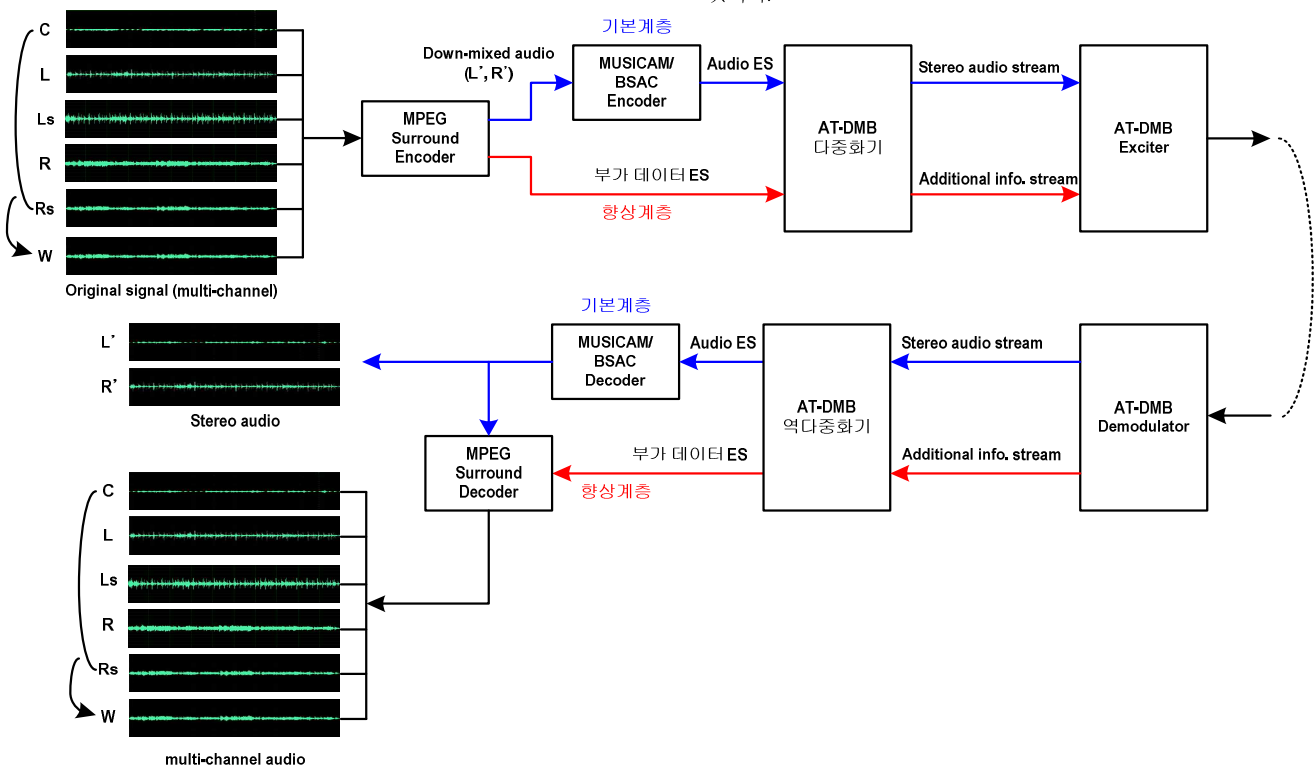 기본계층
C
L
Ls
R
Rs
W
Original signal (multi-channel)
MPEG
Surround
Encoder
Down-mixed audio
(L', R')
MUSICAM/
BSAC
Encoder
Audio ES
부가 데이터 ES
향상계층
AT-DMB
다중화기
Stereo audio stream
Additional info. stream
AT-DMB
Exciter
기본계층
L'
R'
Stereo audio
MUSICAM/
BSAC
Decoder
Audio ES
AT-DMB
역다중화기
Stereo audio stream
AT-DMB
Demodulator
MPEG
Surround
Decoder
부가 데이터 ES
향상계층
Additional info. stream
C
L
Ls
R
Rs
W
multi-channel audio